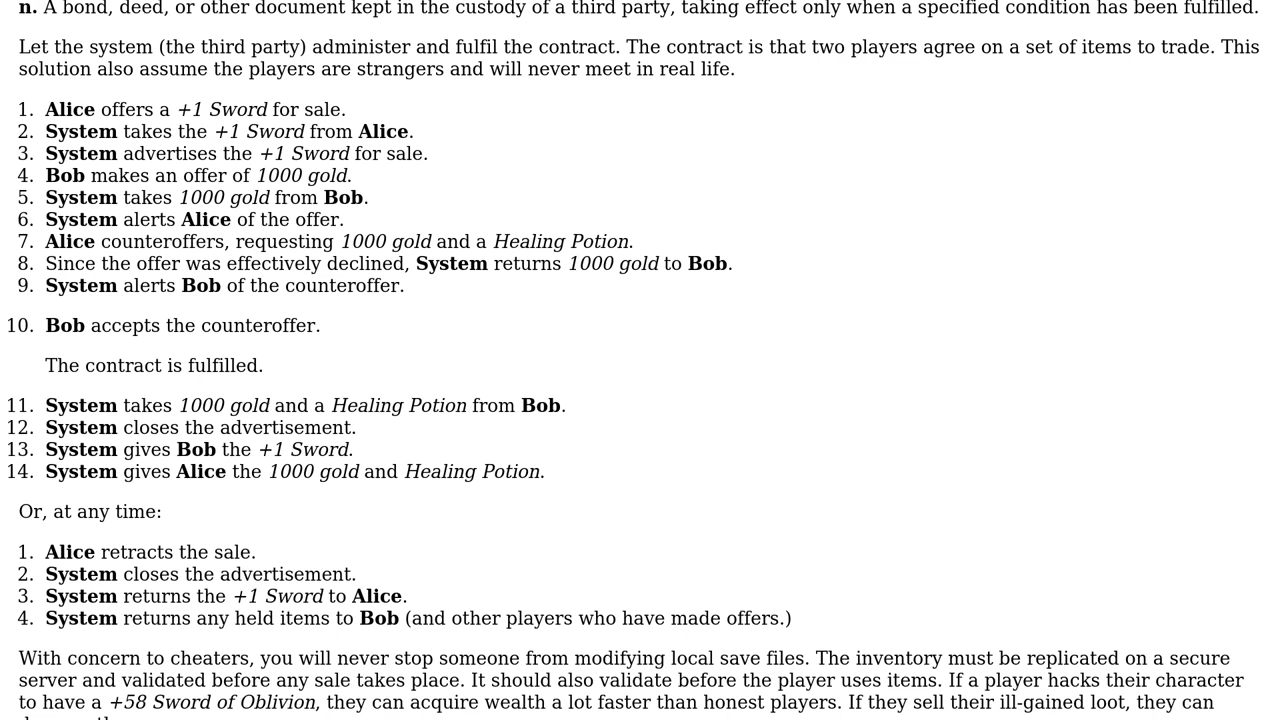 n. A bond, deed, or other document kept in the custody of a third party, taking effect only when a specified condition has been fulfilled.
Let the system (the third party) administer and fulfil the contract. The contract is that two players agree on a set of items to trade. This
solution also assume the players are strangers and will never meet in real life.
1. Alice offers a +1 Sword for sale.
2. System takes the +1 Sword from Alice.
3. System advertises the +1 Sword for sale.
4. Bob makes an offer of 1000 gold.
5. System takes 1000 gold from Bob.
6. System alerts Alice of the offer.
7. Alice counteroffers, requesting 1000 gold and a Healing Potion.
8. Since the offer was effectively declined, System returns 1000 gold to Bob.
9. System alerts Bob of the counteroffer.
10. Bob accepts the counteroffer.
The contract is fulfilled.
11. System takes 1000 gold and a Healing Potion from Bob.
12. System closes the advertisement.
13. System gives Bob the +1 Sword.
14. System gives Alice the 1000 gold and Healing Potion.
Or, at any time:
1. Alice retracts the sale.
2. System closes the advertisement.
3. System returns the +1 Sword to Alice.
4. System returns any held items to Bob (and other players who have made offers.)
With concern to cheaters, you will never stop someone from modifying local save files. The inventory must be replicated on a secure
server and validated before any sale takes place. It should also validate before the player uses items. If a player hacks their character
to have a +58 Sword of Oblivion, they can acquire wealth a lot faster than honest players. If they sell their ill-gained loot, they can